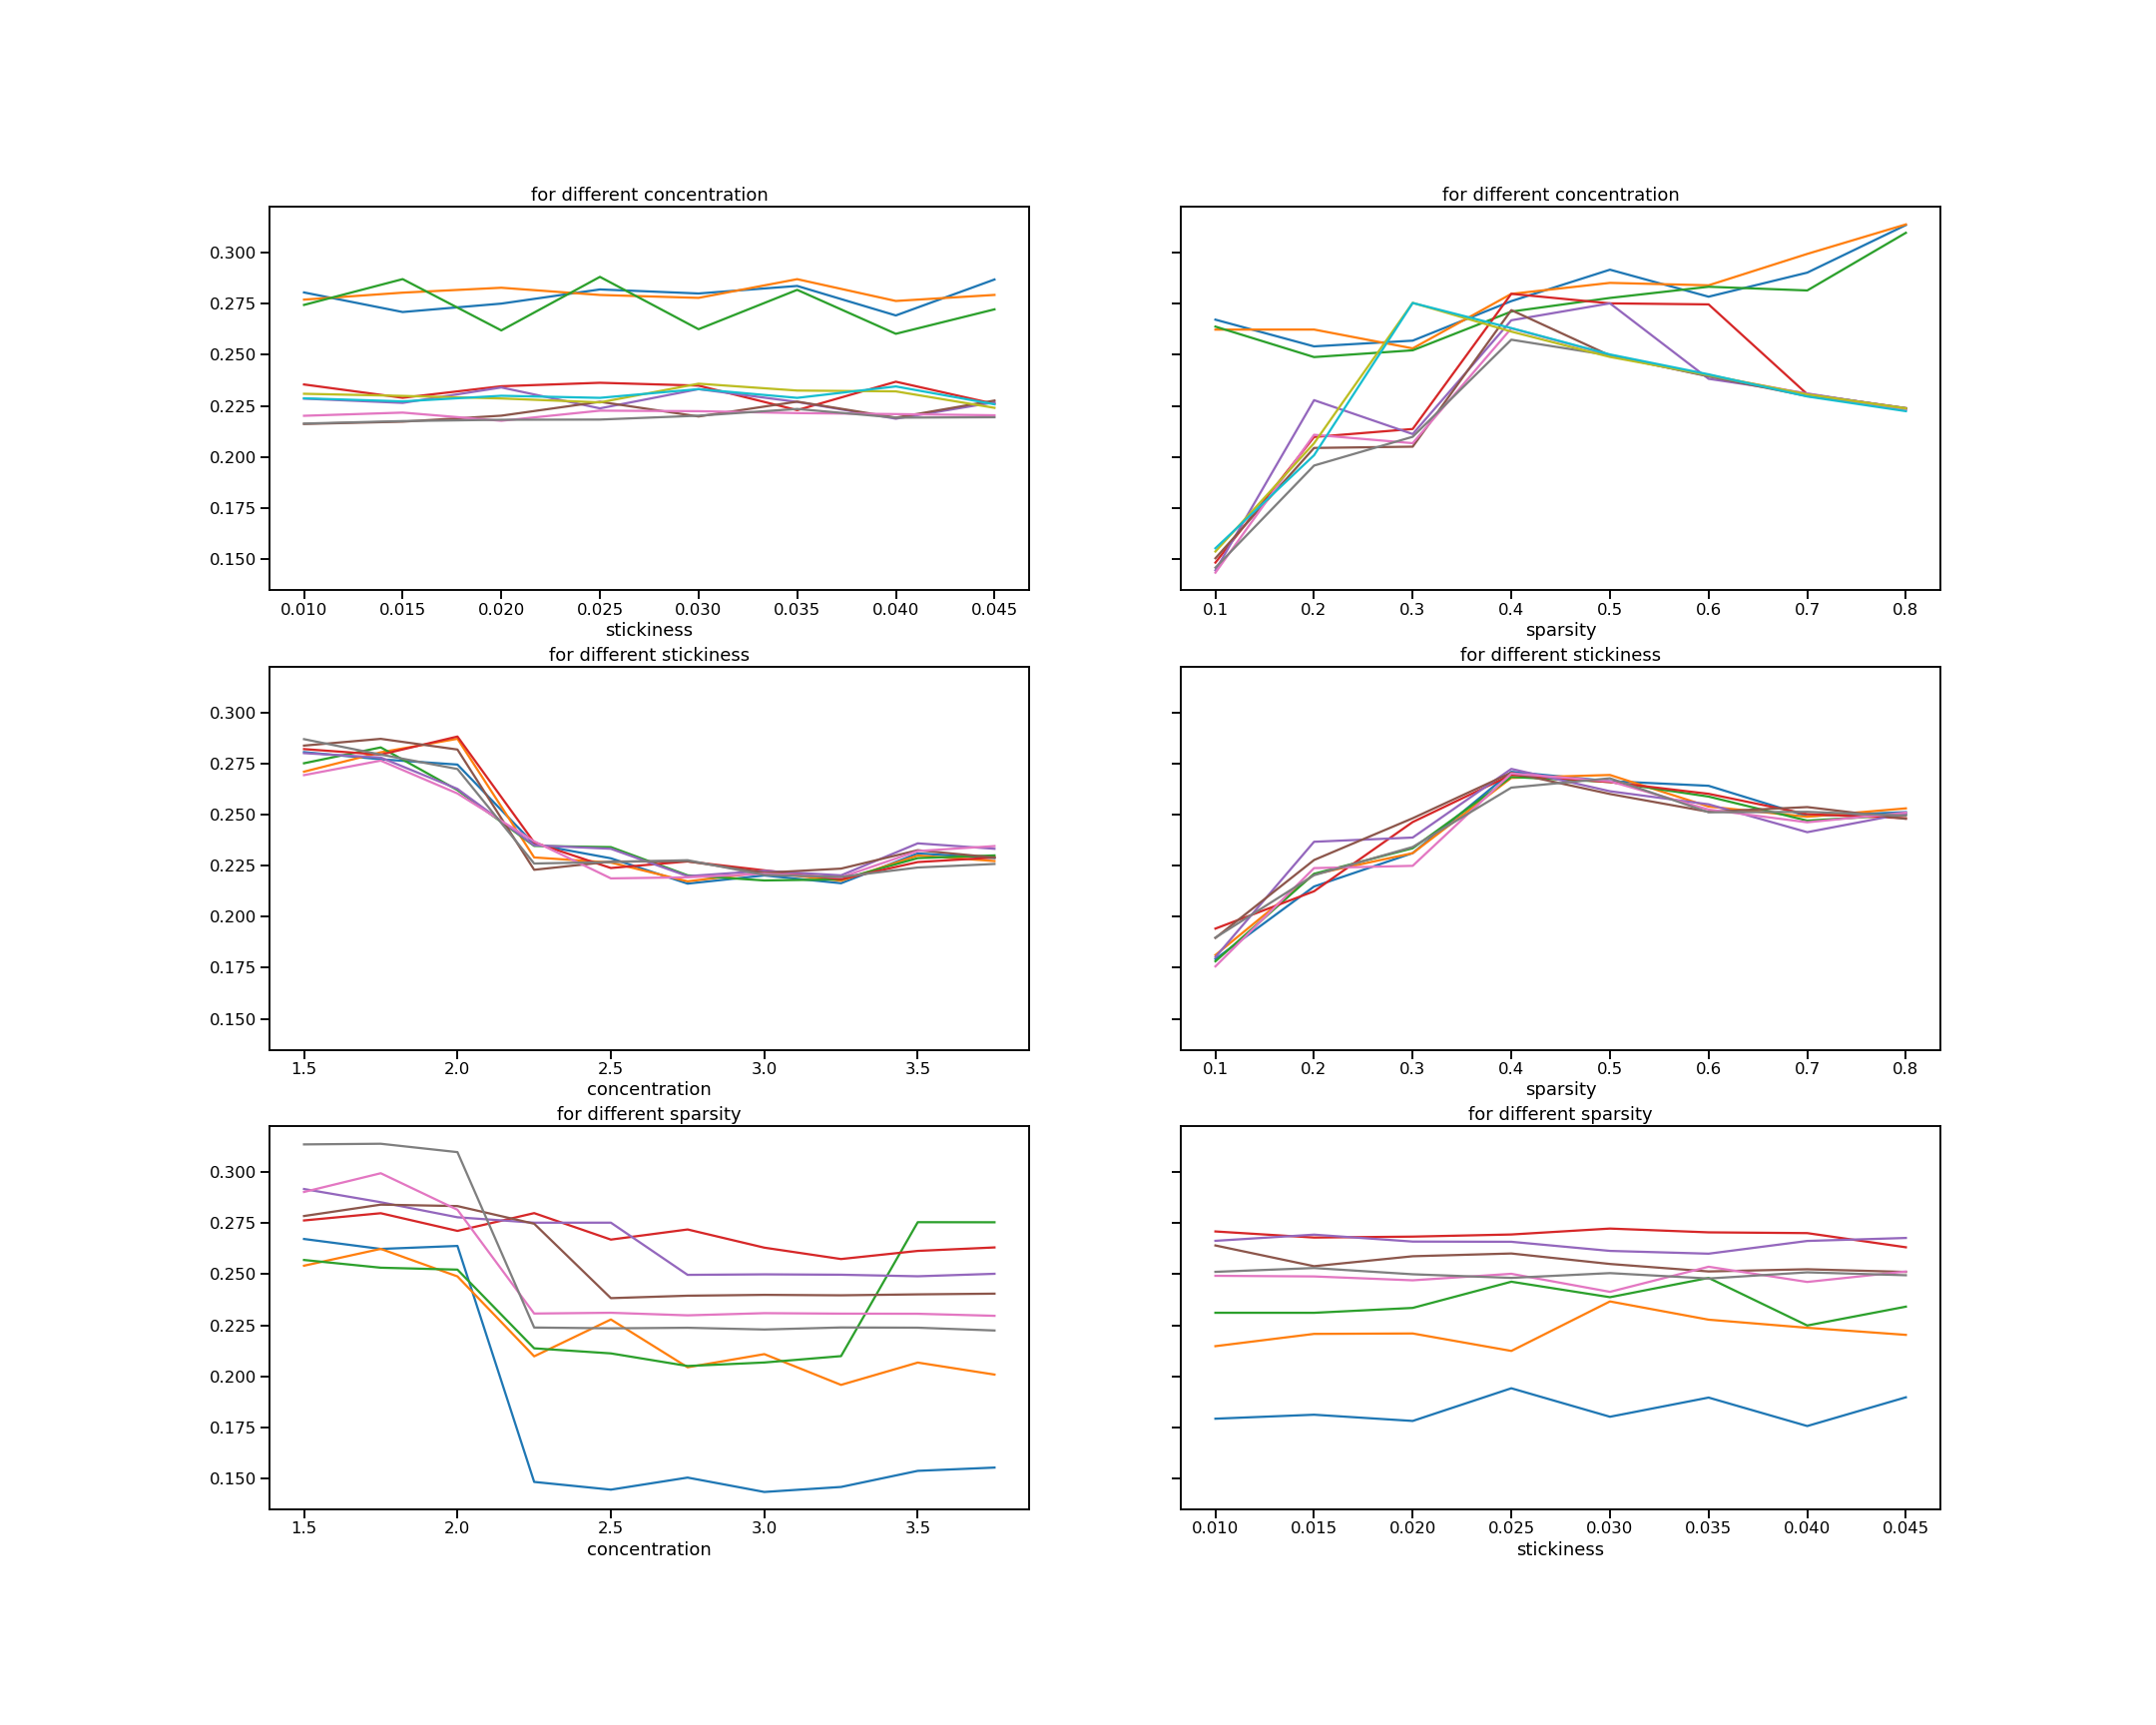 for different concentration
0.300
0.275
0.250
0.225
0.200
0.175
0.150
0.010 0.015 0.020 0.025 0.030 0.035 0.040 0.045
stickiness
for different concentration
0.1 0.2 0.3 0.4 0.5 0.6 0.7 0.8
sparsity
for different stickiness
0.300
0.275
0.250
0.225
0.200
0.175
0.150
1.5 2.0 2.5 3.0 3.5
concentration
for different stickiness
0.1 0.2 0.3 0.4 0.5 0.6 0.7 0.8
sparsity
for different sparsity
0.300
0.275
0.250
0.225
0.200
0.175
0.150
1.5 2.0 2.5 3.0 3.5
concentration
for different sparsity
0.010 0.015 0.020 0.025 0.030 0.035 0.040 0.045
stickiness